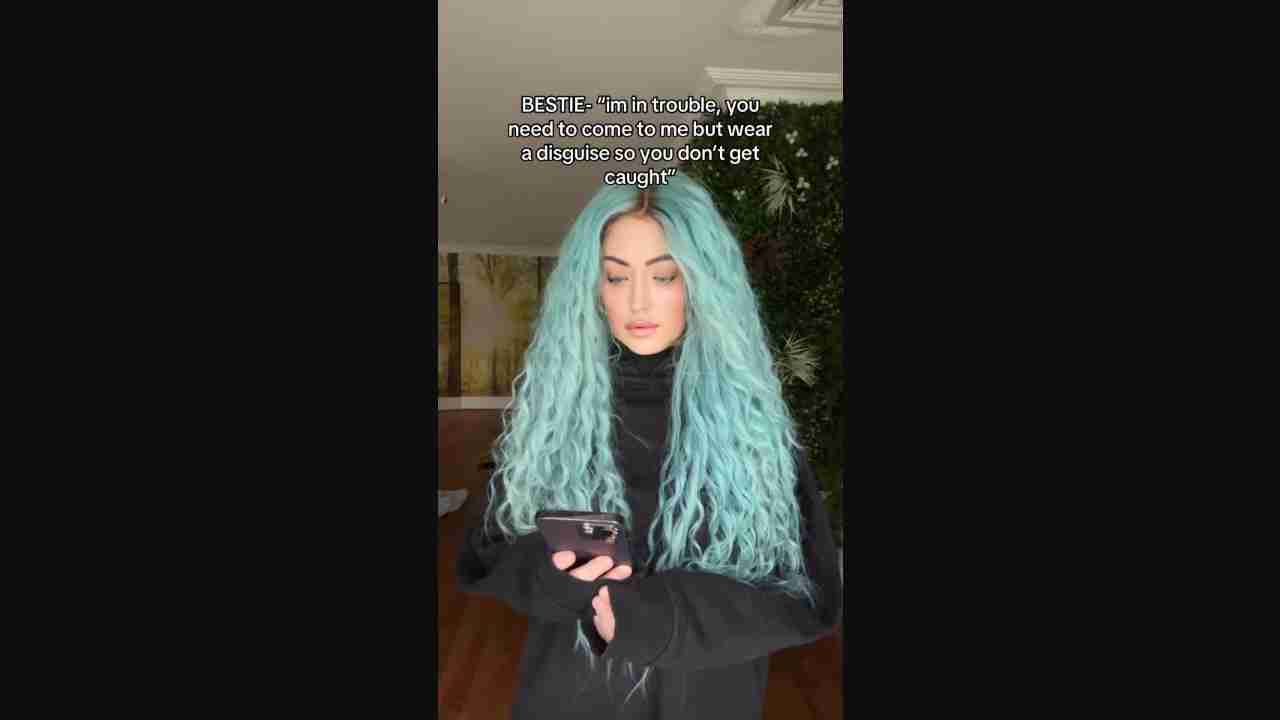 BESTIE- “im in trouble, you
need to come to me but wear
a disguise so you don’t get
caught”